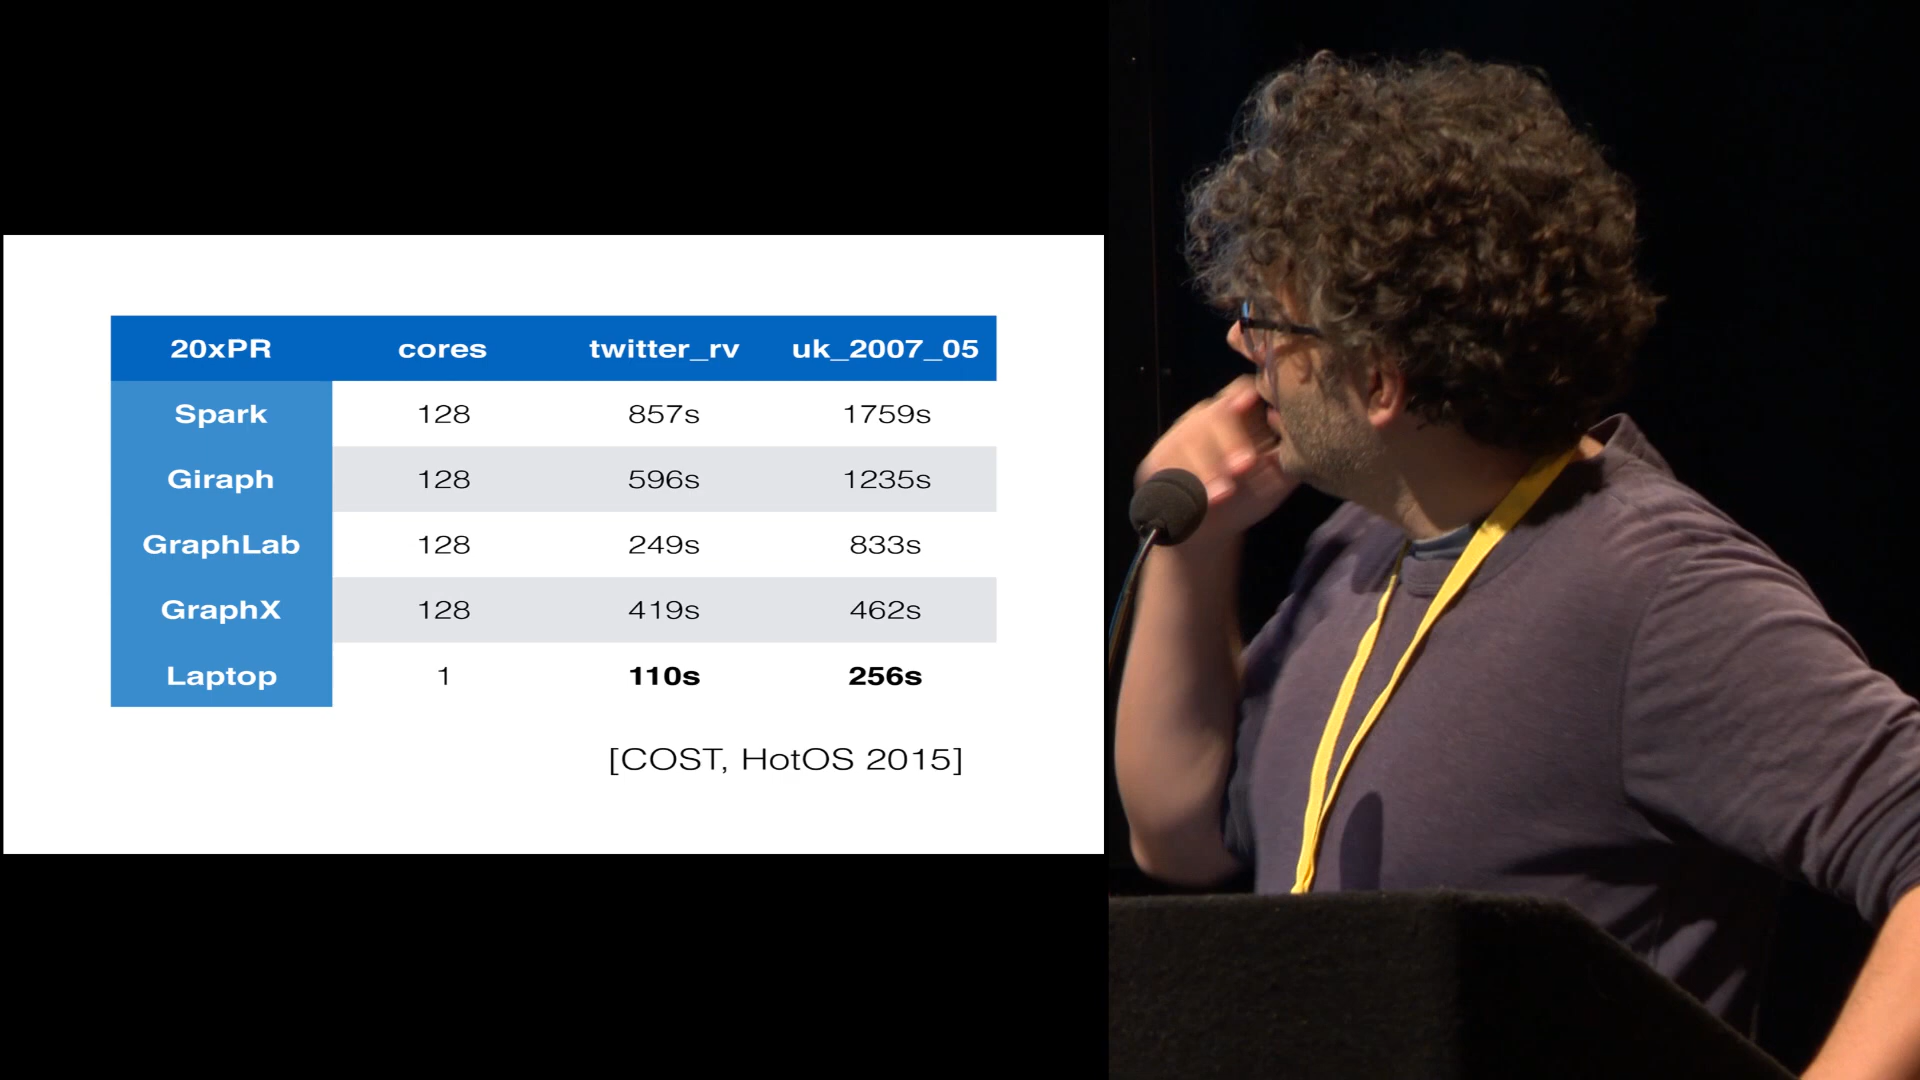 20xPR cores twitter_rv uk_2007_05
Spark 128 857s 1759s
Giraph 128 596s 1235s
GraphLab 128 249s 833s
GraphX 128 419s 462s
Laptop 1 110s 256s
[COST, HotOS 2015]